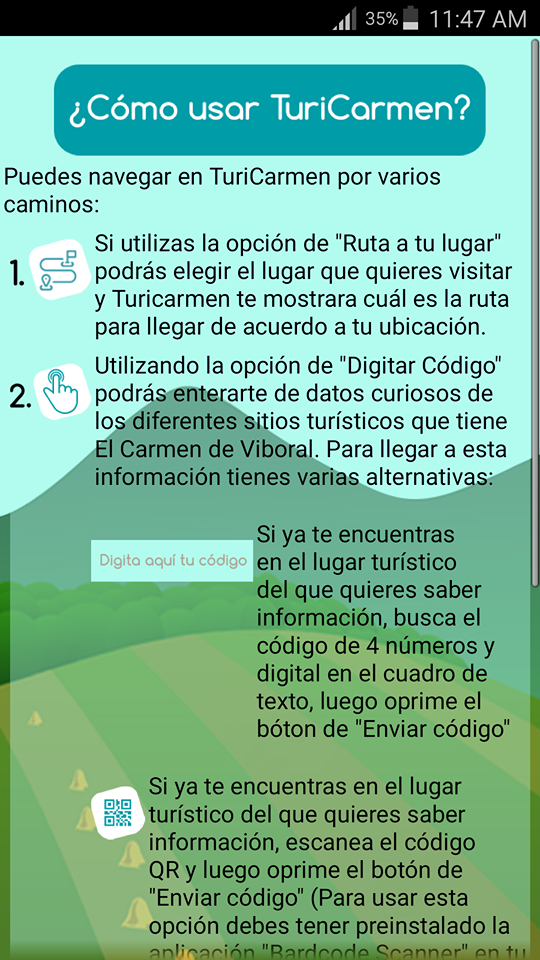 35% 11:47 AM
¿Cómo usar TuriCarmen?
Puedes navegar en TuriCarmen por varios
caminos:
1. Si utilizas la opción de "Ruta a tu lugar"
podrás elegir el lugar que quieres visitar
y Turicarmen te mostrara cuál es la ruta
para llegar de acuerdo a tu ubicación.
2. Utilizando la opción de "Digitar Código"
podrás enterarte de datos curiosos de
los diferentes sitios turísticos que tiene
El Carmen de Viboral. Para llegar a esta
información tienes varias alternativas:
Digita aquí tu código
Si ya te encuentras
en el lugar turístico
del que quieres saber
información, busca el
código de 4 números y
digital en el cuadro de
texto, luego oprime el
bóton de "Enviar código"
Si ya te encuentras en el lugar
turístico del que quieres saber
información, escanea el código
QR y luego oprime el botón de
"Enviar código" (Para usar esta
opción debes tener preinstalado la
aplicación "Bardcode Scanner" en tu